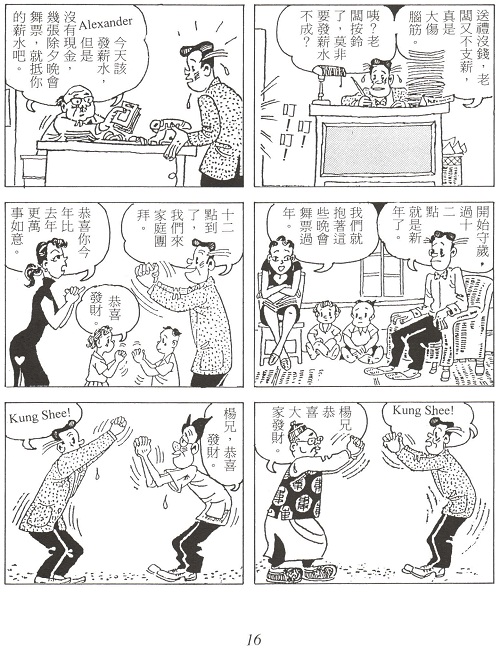 送禮沒錢，老
闆又不支薪，
真是
大傷
腦筋。
咦？老
闆按鈴
了，莫非
要發薪水
不成？
叮！
叮！
Alexander
今天該
發薪水，
但是
沒有現金，
幾張除夕晚會
舞票，就抵你
的薪水吧。
開始守歲，
過十
二
點
就是新
年了。
我們就
抱著這
些晚會
舞票過
年。
十二
點到
了，
我們來
家庭團
拜。
恭喜
發財。
恭喜你今
年比
去年
更萬
事如意。
Kung Shee!
楊兄
恭
喜
大
家發財。
楊兄，恭喜
發財。
Kung Shee!
16